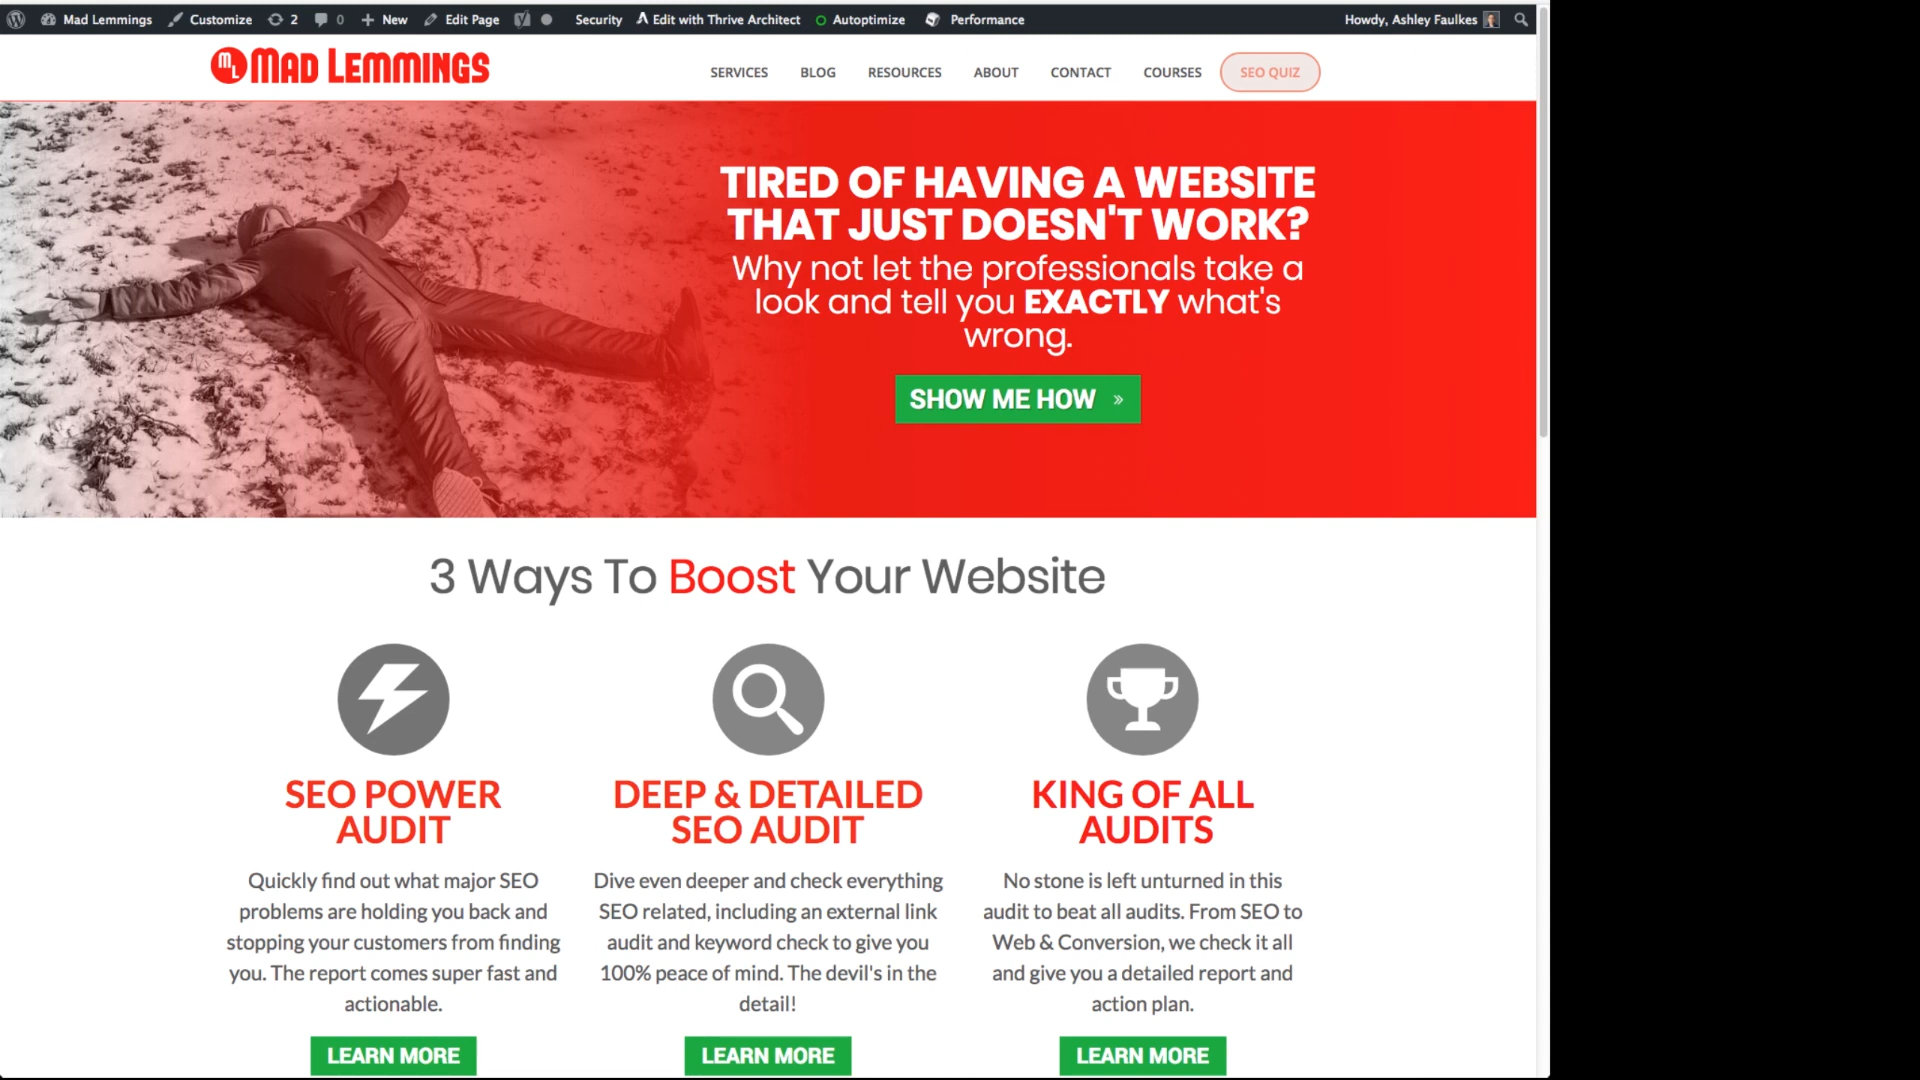 Mad Lemmings Customize 2 0 New Edit Page Security Edit with Thrive Architect Autoptimize Performance Howdy, Ashley Faulkes
ML MAD LEMMINGS
SERVICES BLOG RESOURCES ABOUT CONTACT COURSES SEO QUIZ
TIRED OF HAVING A WEBSITE
THAT JUST DOESN'T WORK?
Why not let the professionals take a
look and tell you EXACTLY what's
wrong.
SHOW ME HOW »
3 Ways To Boost Your Website
SEO POWER
AUDIT
Quickly find out what major SEO
problems are holding you back and
stopping your customers from finding
you. The report comes super fast and
actionable.
LEARN MORE
DEEP & DETAILED
SEO AUDIT
Dive even deeper and check everything
SEO related, including an external link
audit and keyword check to give you
100% peace of mind. The devil's in the
detail!
LEARN MORE
KING OF ALL
AUDITS
No stone is left unturned in this
audit to beat all audits. From SEO to
Web & Conversion, we check it all
and give you a detailed report and
action plan.
LEARN MORE